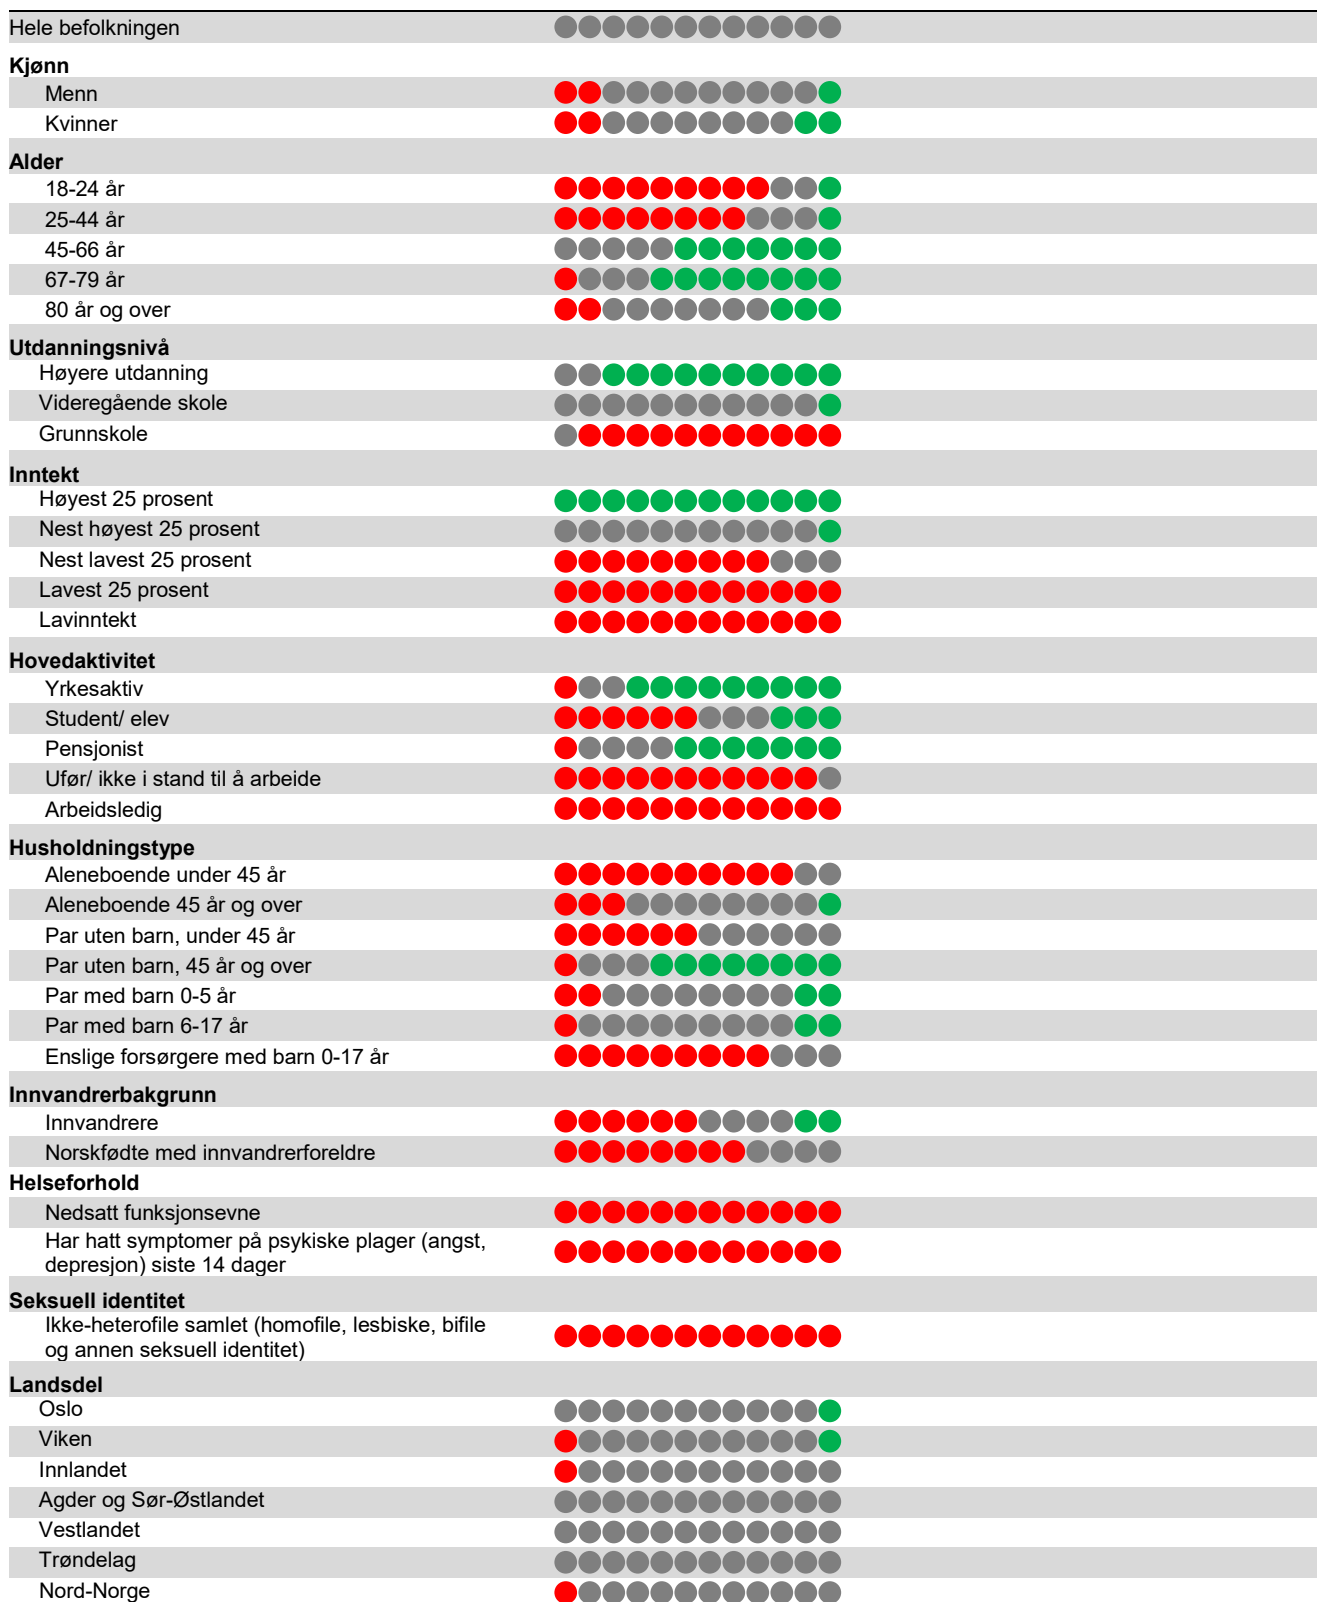 Hele befolkningen
Kjønn
Menn
Kvinner
Alder
18-24 år
25-44 år
45-66 år
67-79 år
80 år og over
Utdanningsnivå
Høyere utdanning
Videregående skole
Grunnskole
Inntekt
Høyest 25 prosent
Nest høyest 25 prosent
Nest lavest 25 prosent
Lavest 25 prosent
Lavinntekt
Hovedaktivitet
Yrkesaktiv
Student/ elev
Pensjonist
Ufør/ ikke i stand til å arbeide
Arbeidsledig
Husholdningstype
Aleneboende under 45 år
Aleneboende 45 år og over
Par uten barn, under 45 år
Par uten barn, 45 år og over
Par med barn 0-5 år
Par med barn 6-17 år
Enslige forsørgere med barn 0-17 år
Innvandrerbakgrunn
Innvandrere
Norskfødte med innvandrerforeldre
Helseforhold
Nedsatt funksjonsevne
Har hatt symptomer på psykiske plager (angst,
depresjon) siste 14 dager
Seksuell identitet
Ikke-heterofile samlet (homofile, lesbiske, bifile
og annen seksuell identitet)
Landsdel
Oslo
Viken
Innlandet
Agder og Sør-Østlandet
Vestlandet
Trøndelag
Nord-Norge